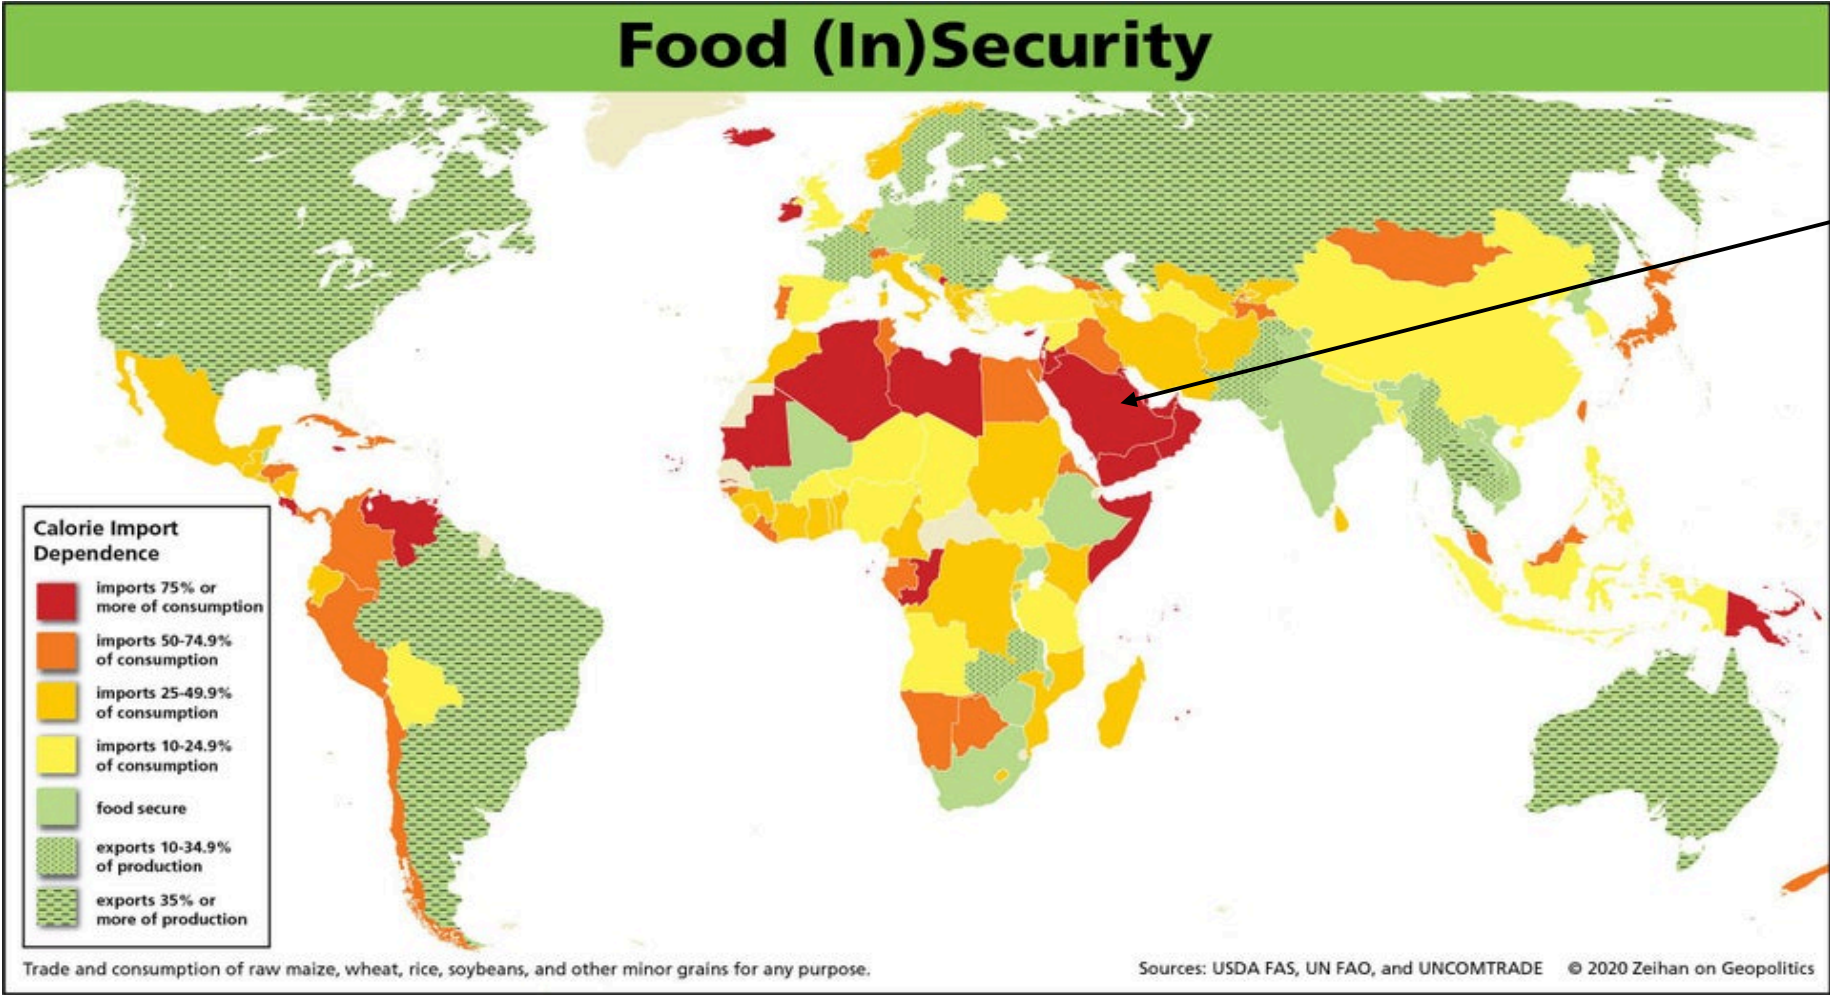 Food (In)Security
Calorie Import
Dependence
imports 75% or
more of consumption
imports 50-74.9%
of consumption
imports 25-49.9%
of consumption
imports 10-24.9%
of consumption
food secure
exports 10-34.9%
of production
exports 35% or
more of production
Trade and consumption of raw maize, wheat, rice, soybeans, and other minor grains for any purpose.
Sources: USDA FAS, UN FAO, and UNCOMTRADE © 2020 Zeihan on Geopolitics